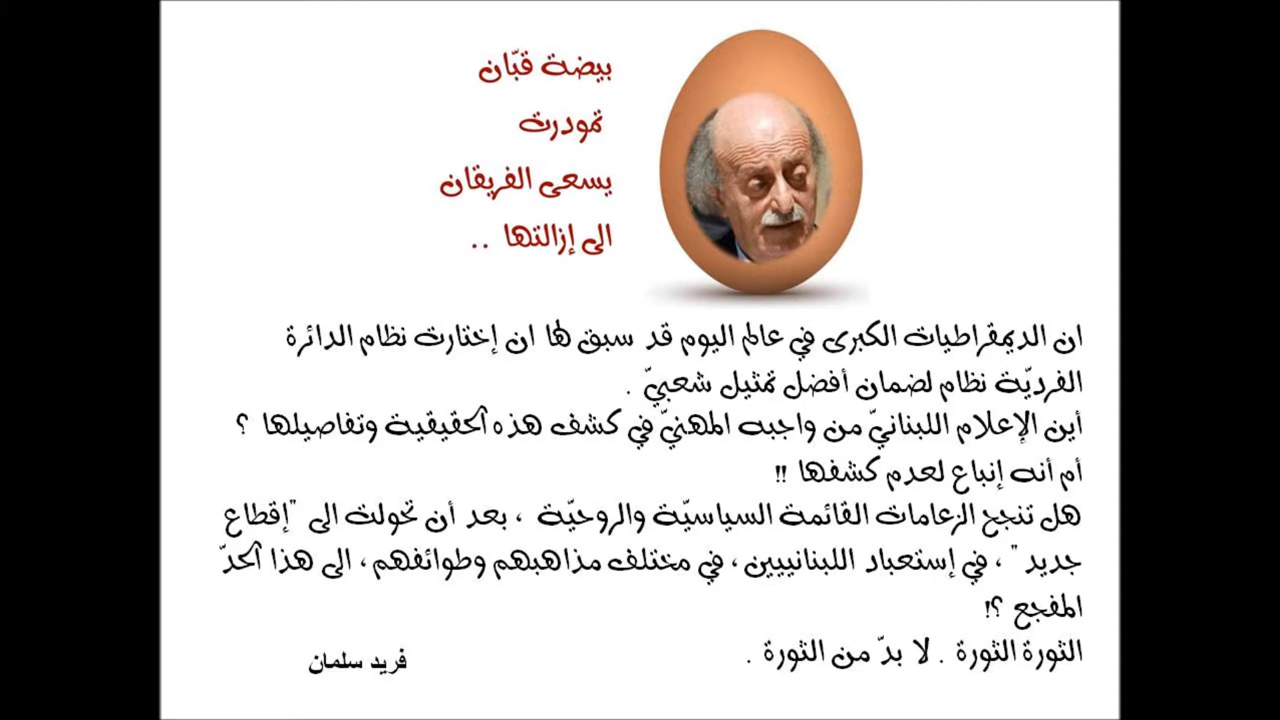 بيضة قبّان
تمودرت
يسعى الفريقان
الى إزالتها ..
ان الديمقراطيات الكبرى في عالم اليوم قد سبق لها ان إختارت نظام الدائرة
الفرديّة نظام لضمان أفضل تمثيل شعبيّ .
أين الإعلام اللبنانيّ من واجبه المهنيّ في كشف هذه الحقيقية وتفاصيلها ؟
أم أنه إنباع لعدم كشفها !!
هل تنجح الزعامات القائمة السياسيّة والروحيّة ، بعد أن تحولت الى "إقطاع
جديد" ، في إستعباد اللبنانييين ، في مختلف مذاهبهم وطوائفهم ، الى هذا الحدّ
المفجع ؟!
الثورة الثورة . لا بدّ من الثورة .
فريد سلمان